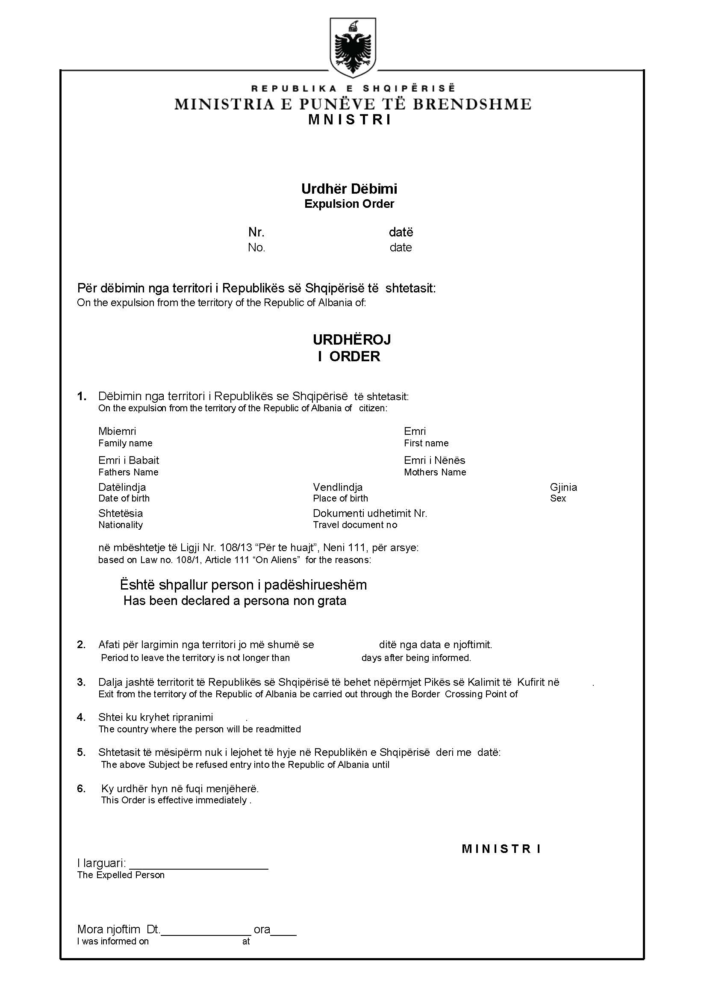 REPUBLIKA E SHQIPËRISË
MINISTRIA E PUNËVE TË BRENDSHME
MNISTRI
Urdhër Dëbimi
Expulsion Order
Nr. datë
No. date
Për dëbimin nga territori i Republikës së Shqipërisë të shtetasit:
On the expulsion from the territory of the Republic of Albania of:
URDHËROJ
I ORDER
1. Dëbimin nga territori i Republikës se Shqipërisë të shtetasit:
On the expulsion from the territory of the Republic of Albania of citizen:
Mbiemri Emri
Family name First name
Emri i Babait Emri i Nënës
Fathers Name Mothers Name
Datëlindja Vendlindja Gjinia
Date of birth Place of birth Sex
Shtetësia Dokumenti udhetimit Nr.
Nationality Travel document no
në mbështetje të Ligji Nr. 108/13 “Për te huajt”, Neni 111, për arsye:
based on Law no. 108/1, Article 111 “On Aliens” for the reasons:
Është shpallur person i padëshirueshëm
Has been declared a persona non grata
2. Afati për largimin nga territori jo më shumë se ditë nga data e njoftimit.
Period to leave the territory is not longer than days after being informed.
3. Dalja jashtë territorit të Republikës së Shqipërisë të behet nëpërmjet Pikës së Kalimit të Kufirit në .
Exit from the territory of the Republic of Albania be carried out through the Border Crossing Point of
4. Shtei ku kryhet ripranimi .
The country where the person will be readmitted
5. Shtetasit të mësipërm nuk i lejohet të hyje në Republikën e Shqipërisë deri me datë:
The above Subject be refused entry into the Republic of Albania until
6. Ky urdhër hyn në fuqi menjëherë.
This Order is effective immediately .
MINISTRI
I larguari: ______________________
The Expelled Person
Mora njoftim Dt.______________ ora____
I was informed on at